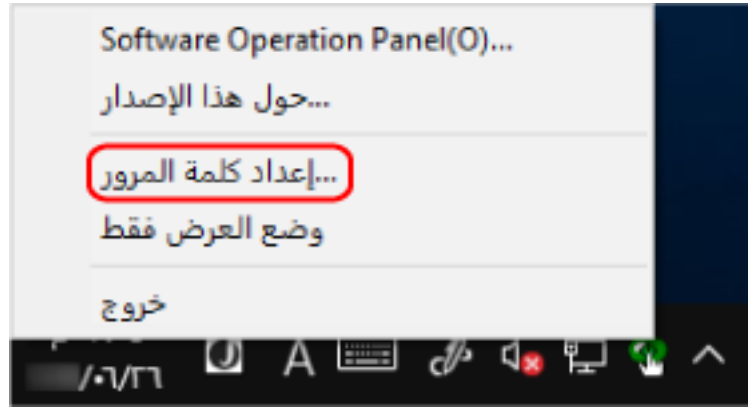 Software Operation Panel(O)...
حول هذا الإصدار...
إعداد كلمة المرور...
وضع العرض فقط
خروج
A
/٠٦/٢٦